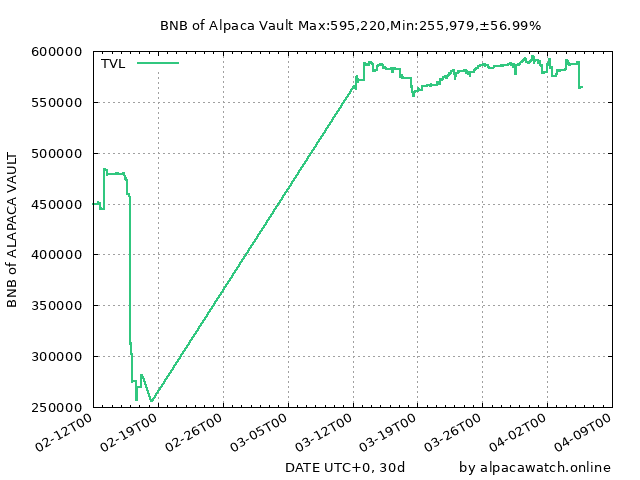 BNB of Alpaca Vault Max:595,220,Min:255,979,±56.99%
TVL
600000
550000
500000
450000
400000
350000
300000
250000
BNB of ALAPACA VAULT
02-12T00
02-19T00
02-26T00
03-05T00
03-12T00
03-19T00
03-26T00
04-02T00
04-09T00
DATE UTC+0, 30d
by alpacawatch.online